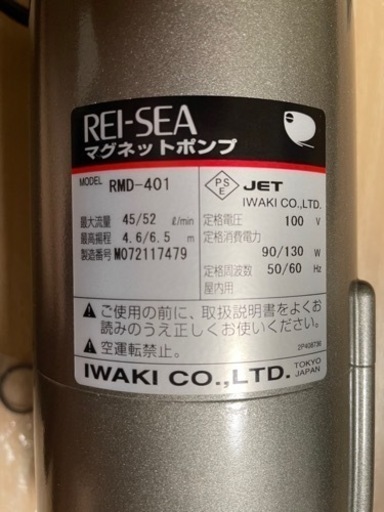 REI-SEA
マグネットポンプ
MODEL RMD-401
最大流量 45/52 ℓ/min
最高揚程 4.6/6.5 m
製造番号 M072117479
PSE JET
IWAKI CO.,LTD.
定格電圧 100 V
定格消費電力
90/130 W
定格周波数 50/60 Hz
屋内用
ご使用の前に、取扱説明書をよくお
読みのうえ正しくお使いください。
空運転禁止。
IWAKI CO.,LTD. TOKYO JAPAN